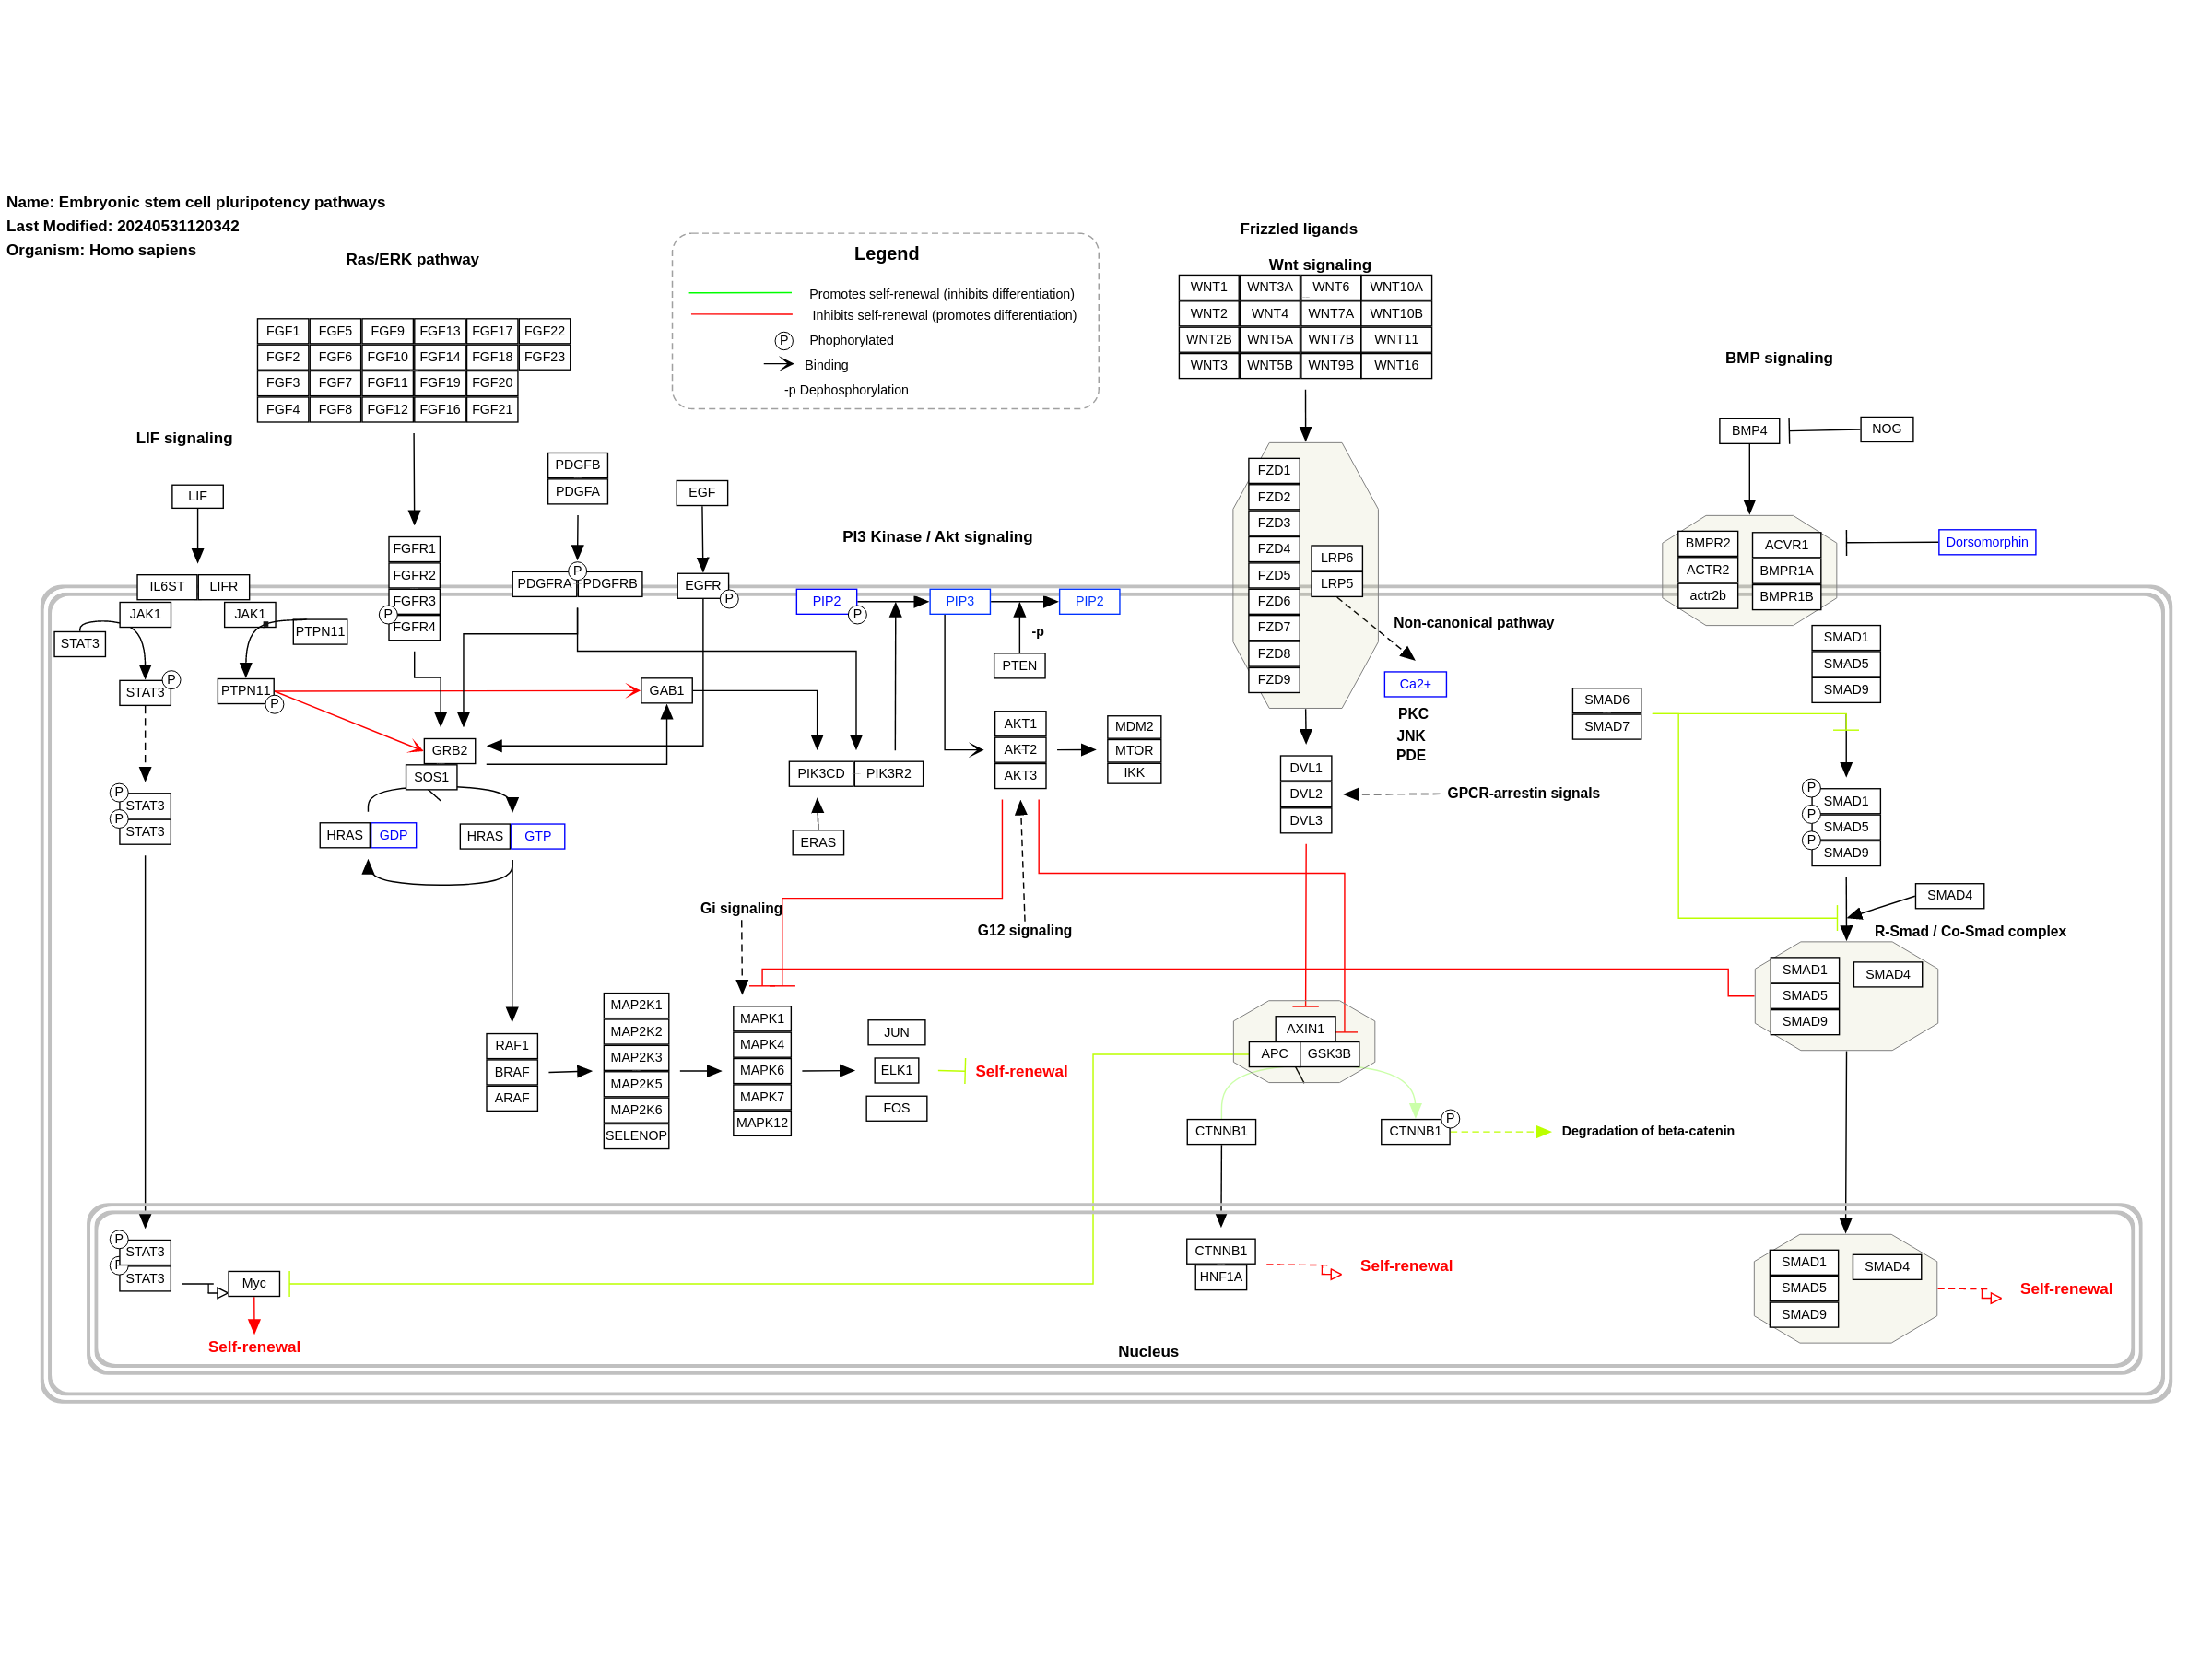 Name: Embryonic stem cell pluripotency pathways
Last Modified: 20240531120342
Organism: Homo sapiens
Ras/ERK pathway
FGF1 FGF5 FGF9 FGF13 FGF17 FGF22
FGF2 FGF6 FGF10 FGF14 FGF18 FGF23
FGF3 FGF7 FGF11 FGF19 FGF20
FGF4 FGF8 FGF12 FGF16 FGF21
Legend
Promotes self-renewal (inhibits differentiation)
Inhibits self-renewal (promotes differentiation)
P Phophorylated
Binding
-p Dephosphorylation
Frizzled ligands
Wnt signaling
WNT1 WNT3A WNT6 WNT10A
WNT2 WNT4 WNT7A WNT10B
WNT2B WNT5A WNT7B WNT11
WNT3 WNT5B WNT9B WNT16
BMP signaling
BMP4
NOG
LIF signaling
LIF
IL6ST LIFR
JAK1
JAK1
STAT3
PTPN11
STAT3 P
PTPN11 P
P STAT3
P STAT3
PDGFB
PDGFA
P
PDGFRA PDGFRB
EGF
EGFR P
FGFR1
FGFR2
FGFR3
P FGFR4
GRB2
SOS1
HRAS GDP
HRAS GTP
GAB1
PI3 Kinase / Akt signaling
PIP2 P
PIP3
PIP2
-p
PTEN
AKT1
AKT2
AKT3
MDM2
MTOR
IKK
PIK3CD PIK3R2
ERAS
Gi signaling
G12 signaling
FZD1
FZD2
FZD3
FZD4
FZD5
FZD6
FZD7
FZD8
FZD9
LRP6
LRP5
Non-canonical pathway
Ca2+
PKC
JNK
PDE
DVL1
DVL2
DVL3
GPCR-arrestin signals
BMPR2
ACTR2
actr2b
ACVR1
BMPR1A
BMPR1B
Dorsomorphin
SMAD1
SMAD5
SMAD9
SMAD6
SMAD7
P SMAD1
P SMAD5
P SMAD9
SMAD4
R-Smad / Co-Smad complex
SMAD1
SMAD5
SMAD9
SMAD4
RAF1
BRAF
ARAF
MAP2K1
MAP2K2
MAP2K3
MAP2K5
MAP2K6
SELENOP
MAPK1
MAPK4
MAPK6
MAPK7
MAPK12
JUN
ELK1
FOS
Self-renewal
AXIN1
APC GSK3B
CTNNB1
CTNNB1 P
Degradation of beta-catenin
P STAT3
P STAT3
Myc
Self-renewal
CTNNB1
HNF1A
Self-renewal
SMAD1
SMAD5
SMAD9
SMAD4
Self-renewal
Nucleus